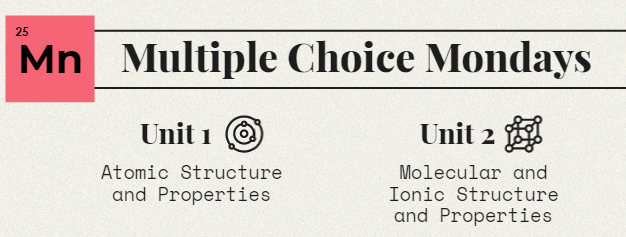 25
Mn
Multiple Choice Mondays
Unit 1
Atomic Structure
and Properties
Unit 2
Molecular and
Ionic Structure
and Properties